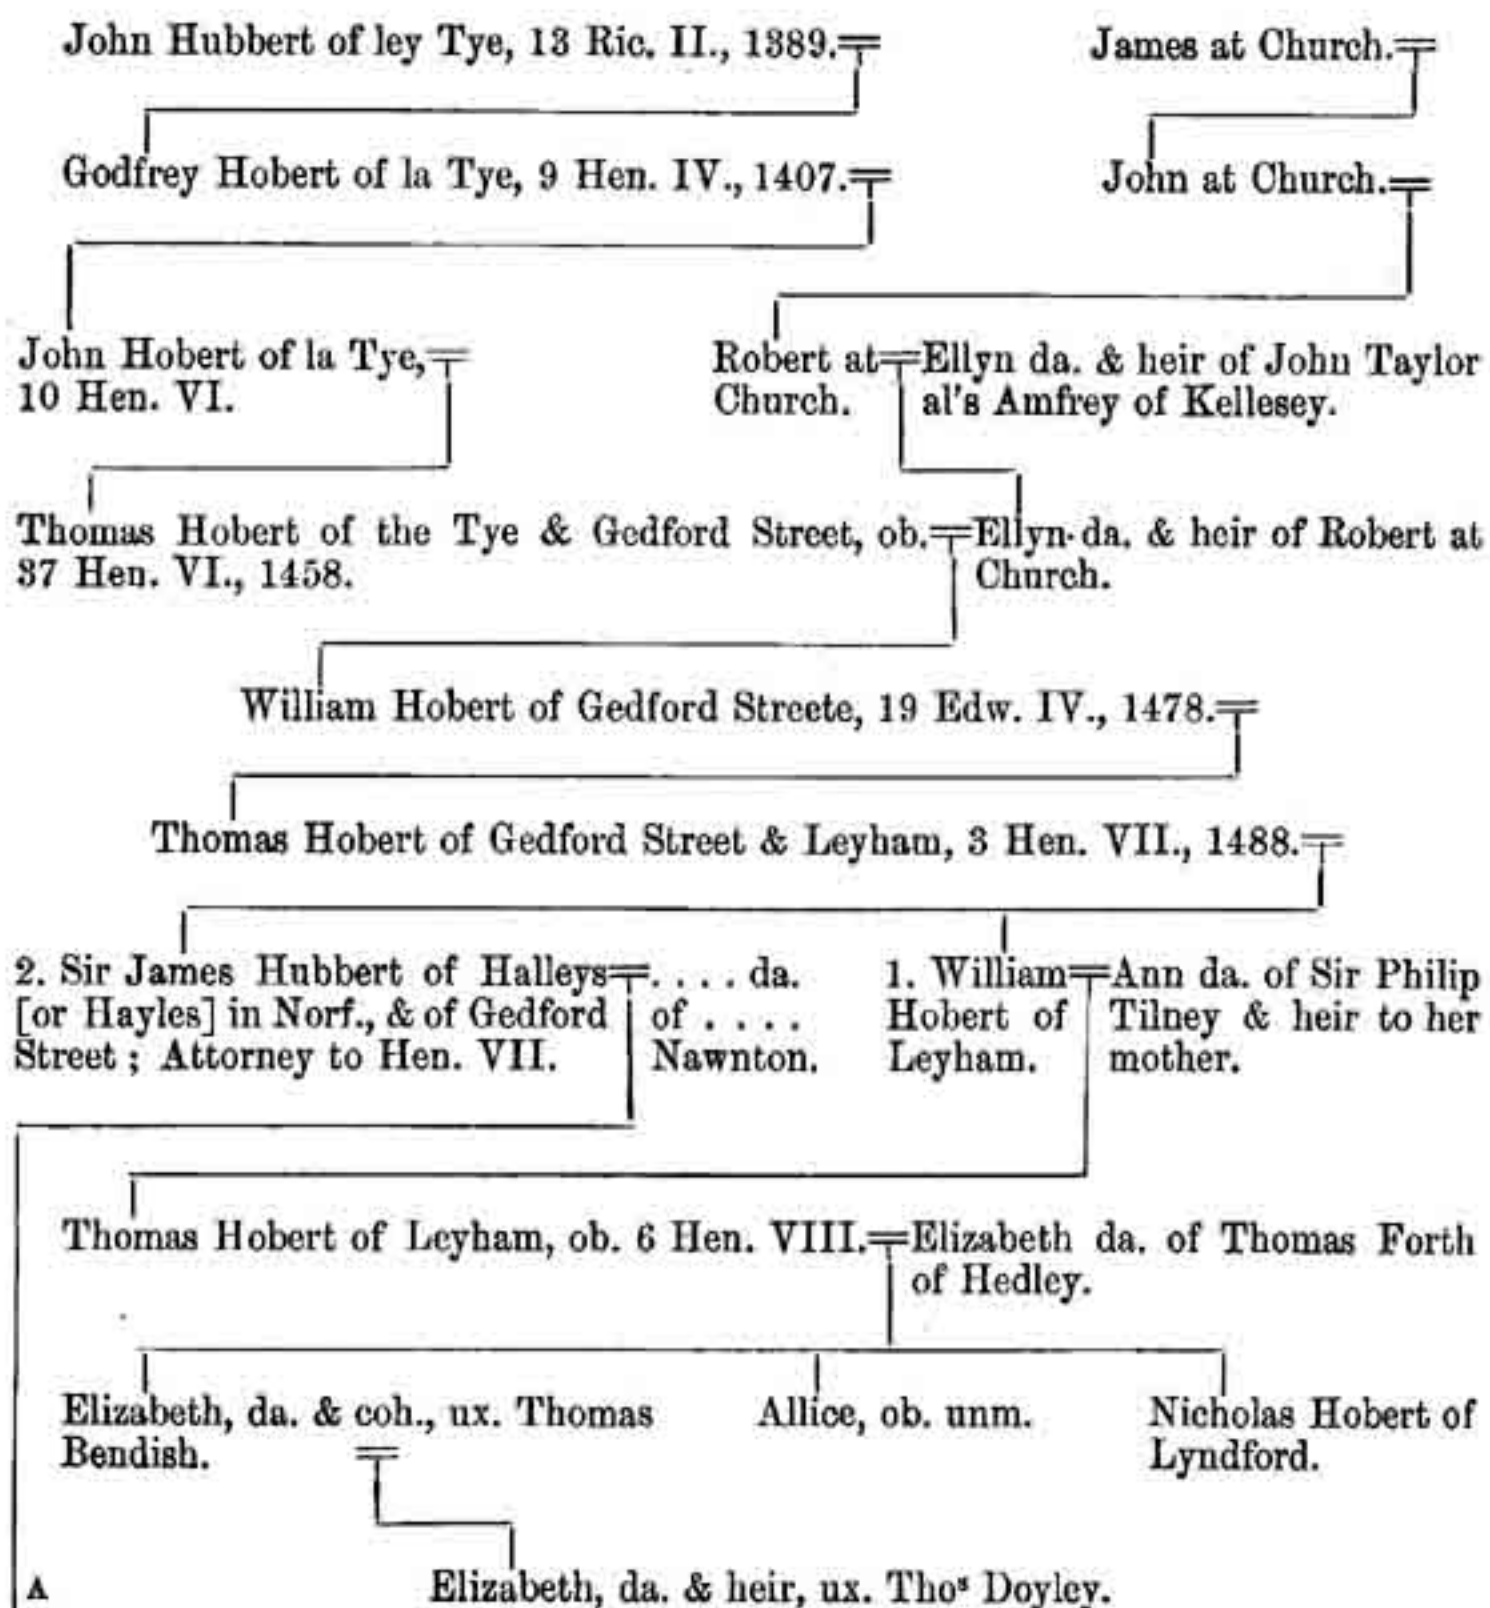 John Hubbert of ley Tye, 13 Ric. II., 1389.
James at Church.
Godfrey Hobert of la Tye, 9 Hen. IV., 1407.
John at Church.
John Hobert of la Tye,
10 Hen. VI.
Robert at
Church.
Ellyn da. & heir of John Taylor
al's Amfrey of Kellesey.
Thomas Hobert of the Tye & Gedford Street, ob.
37 Hen. VI., 1458.
Ellyn da. & heir of Robert at
Church.
William Hobert of Gedford Streete, 19 Edw. IV., 1478.
Thomas Hobert of Gedford Street & Leyham, 3 Hen. VII., 1488.
2. Sir James Hubbert of Halleys
[or Hayles] in Norf., & of Gedford
Street; Attorney to Hen. VII.
. . . . da.
of . . . .
Nawnton.
1. William
Hobert of
Leyham.
Ann da. of Sir Philip
Tilney & heir to her
mother.
Thomas Hobert of Leyham, ob. 6 Hen. VIII.
Elizabeth da. of Thomas Forth
of Hedley.
Elizabeth, da. & coh., ux. Thomas
Bendish.
Allice, ob. unm.
Nicholas Hobert of
Lyndford.
A
Elizabeth, da. & heir, ux. Thoˢ Doyley.